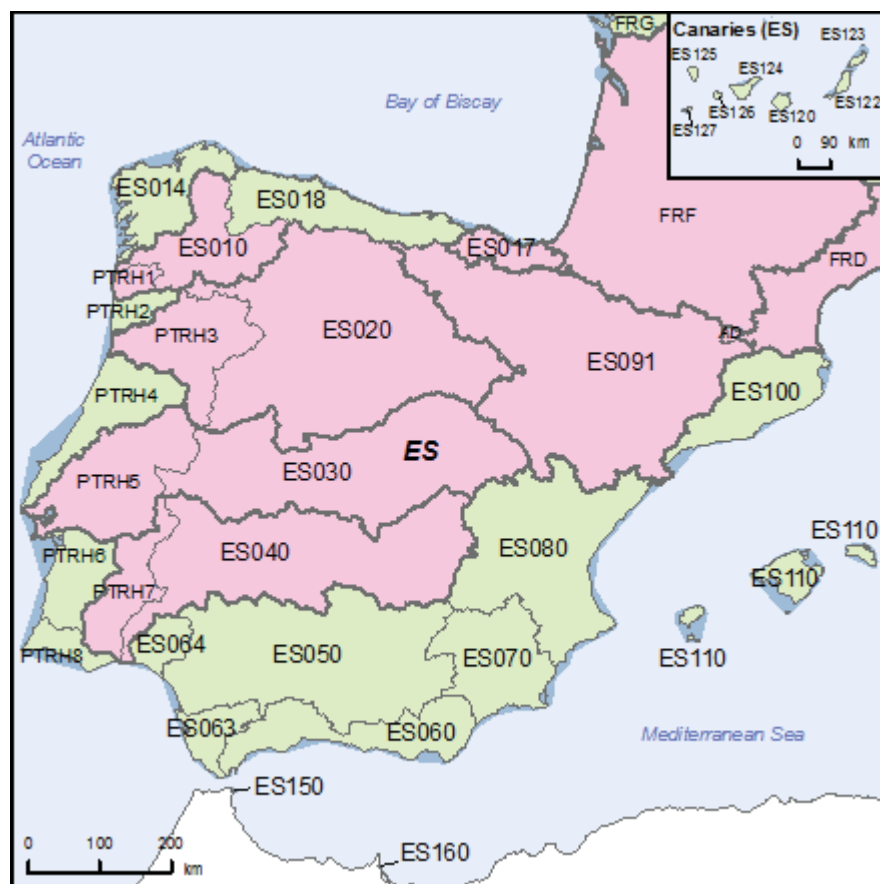 FRG
Canaries (ES)
ES123
ES125
ES124
ES122
ES120
ES126
ES127
0 90 km
Bay of Biscay
Atlantic
Ocean
ES014
ES018
FRF
ES010
ES017
FRD
PTRH1
PTRH2
PTRH3
ES020
AD
ES091
ES100
PTRH4
ES
ES030
PTRH5
ES110
ES080
PTRH6
ES040
ES110
PTRH7
ES064
ES050
ES070
PTRH8
ES110
ES063
ES060
Mediterranean Sea
ES150
0 100 200
km
ES160